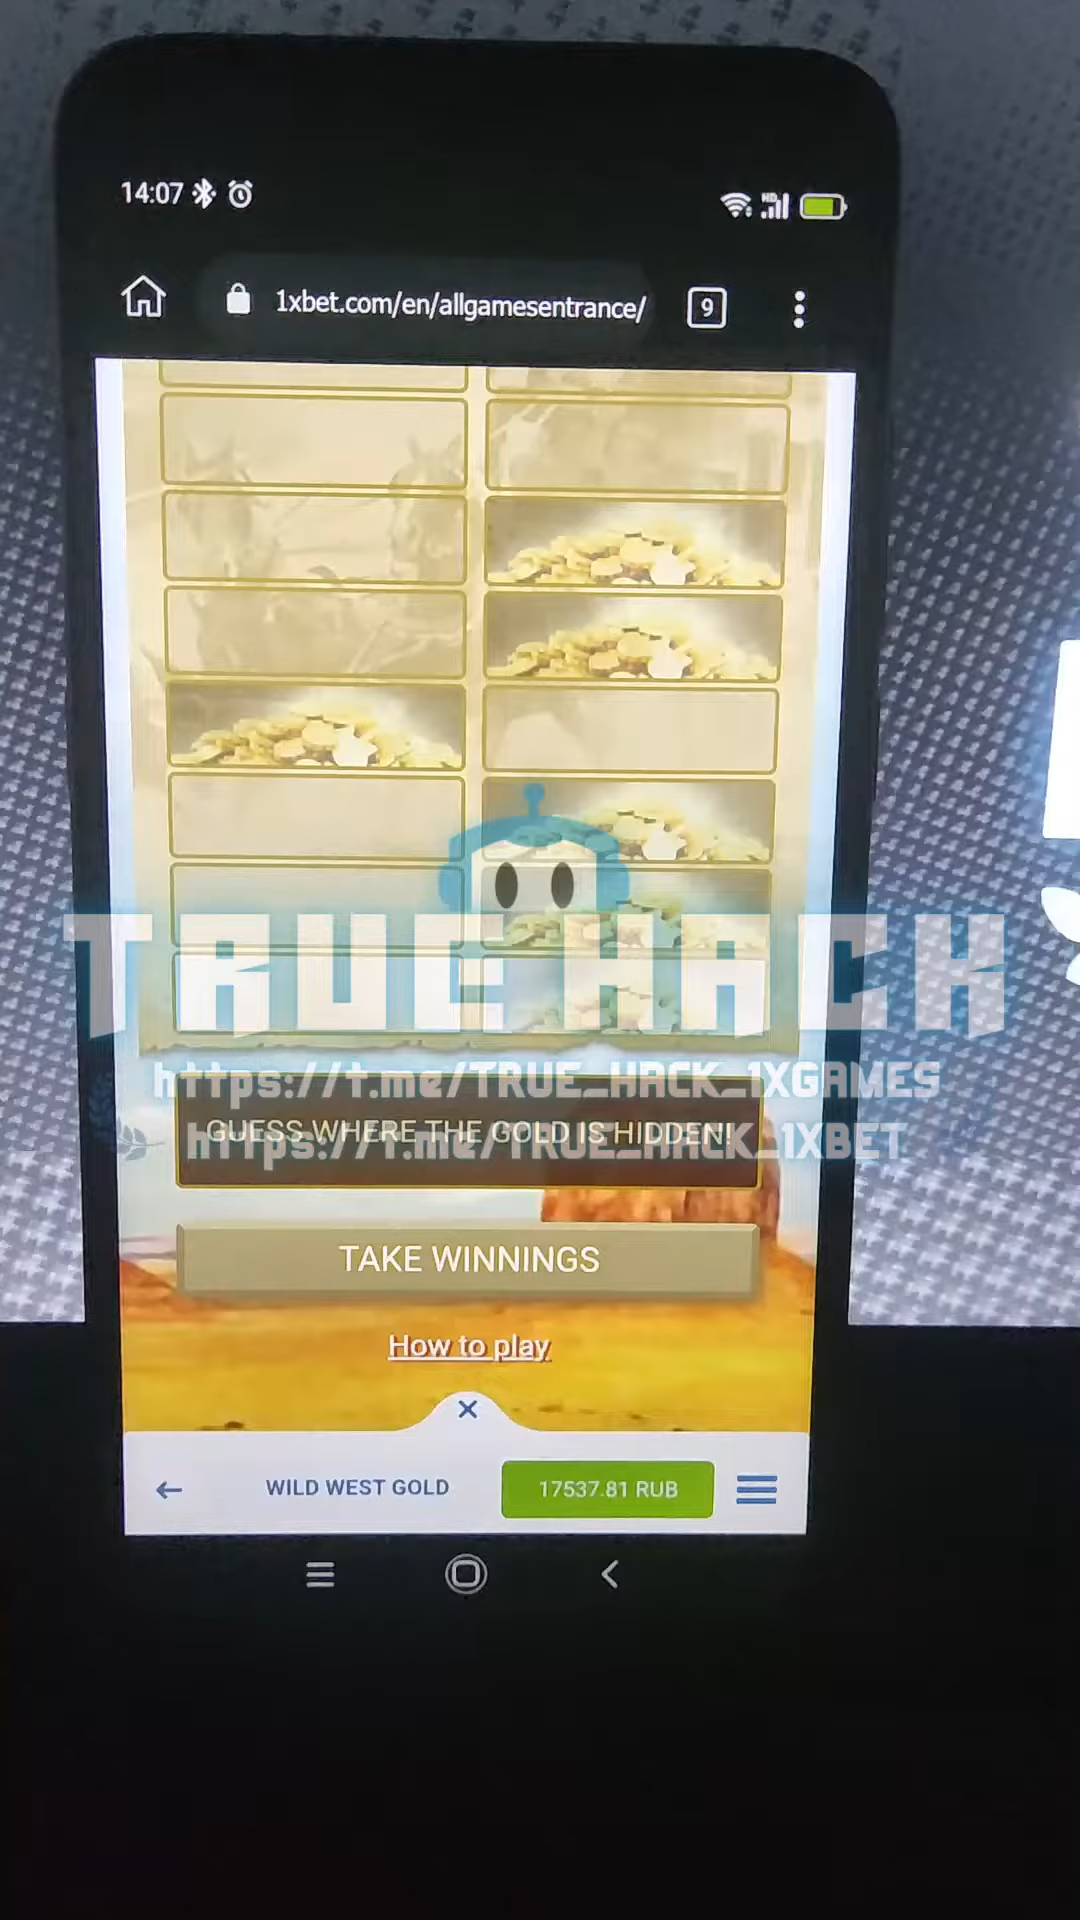 14:07
HD
1xbet.com/en/allgamesentrance/
9
TRUE HACK
https://t.me/TRUE_HACK_1XGAMES
GUESS WHERE THE GOLD IS HIDDEN!
https://t.me/TRUE_HACK_1XBET
TAKE WINNINGS
How to play
WILD WEST GOLD
17537.81 RUB